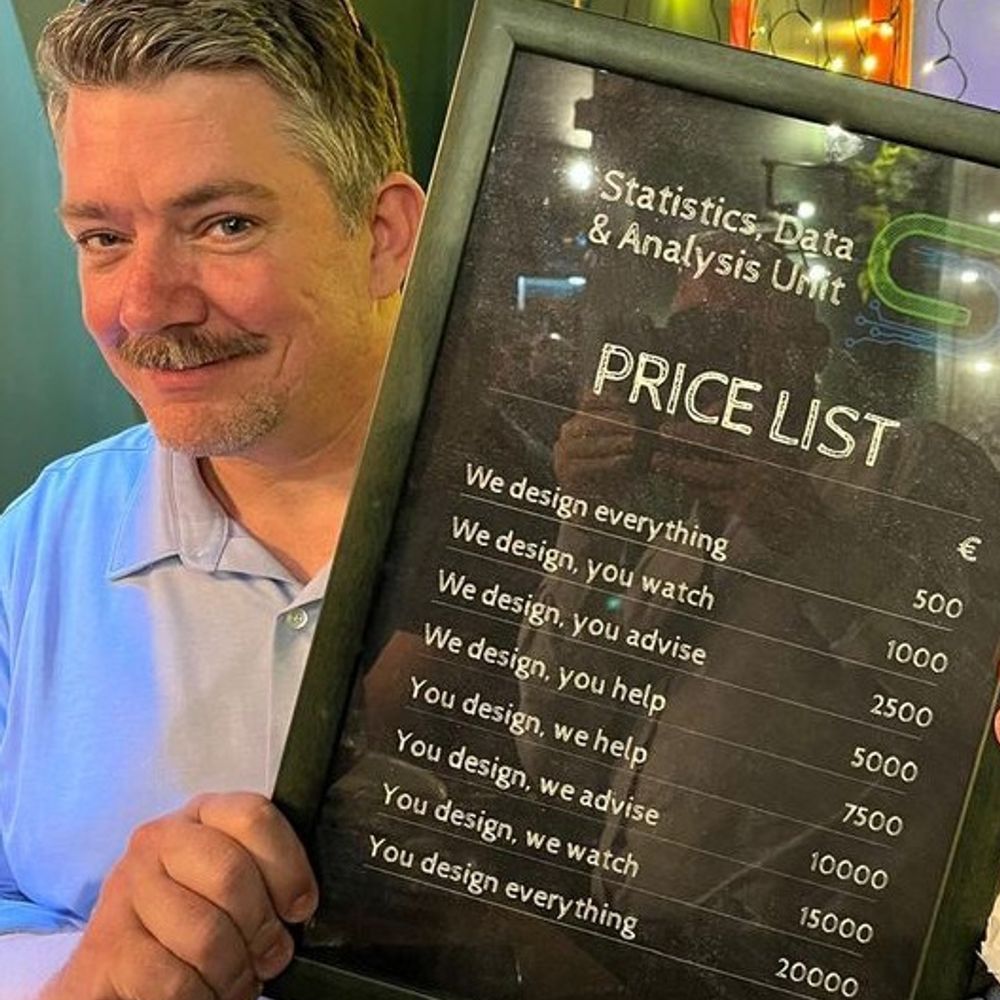 Statistics, Data
& Analysis Unit
PRICE LIST
€
We design everything 500
We design, you watch 1000
We design, you advise 2500
We design, you help 5000
You design, we help 7500
You design, we advise 10000
You design, we watch 15000
You design everything 20000